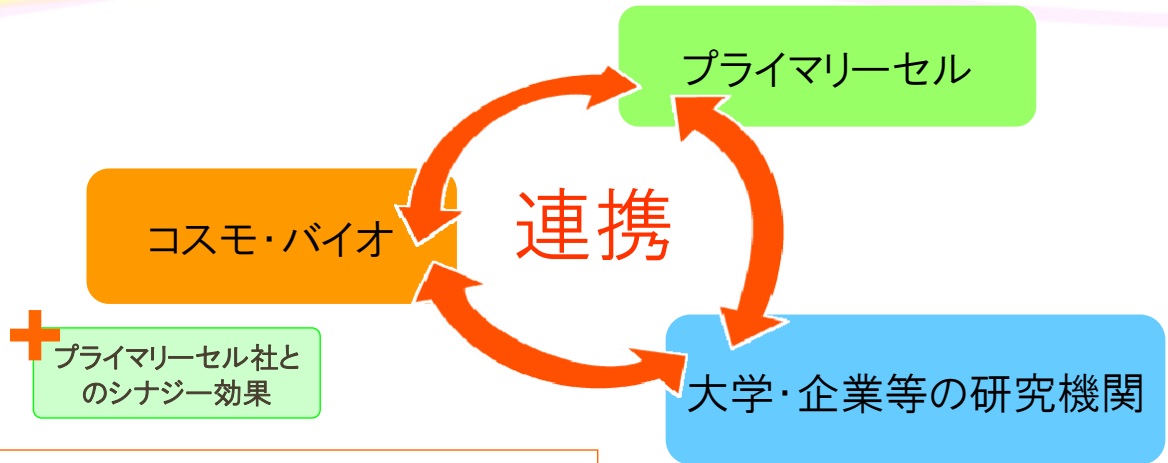 プライマリーセル
コスモ・バイオ
連携
プライマリーセル社と
のシナジー効果
大学・企業等の研究機関